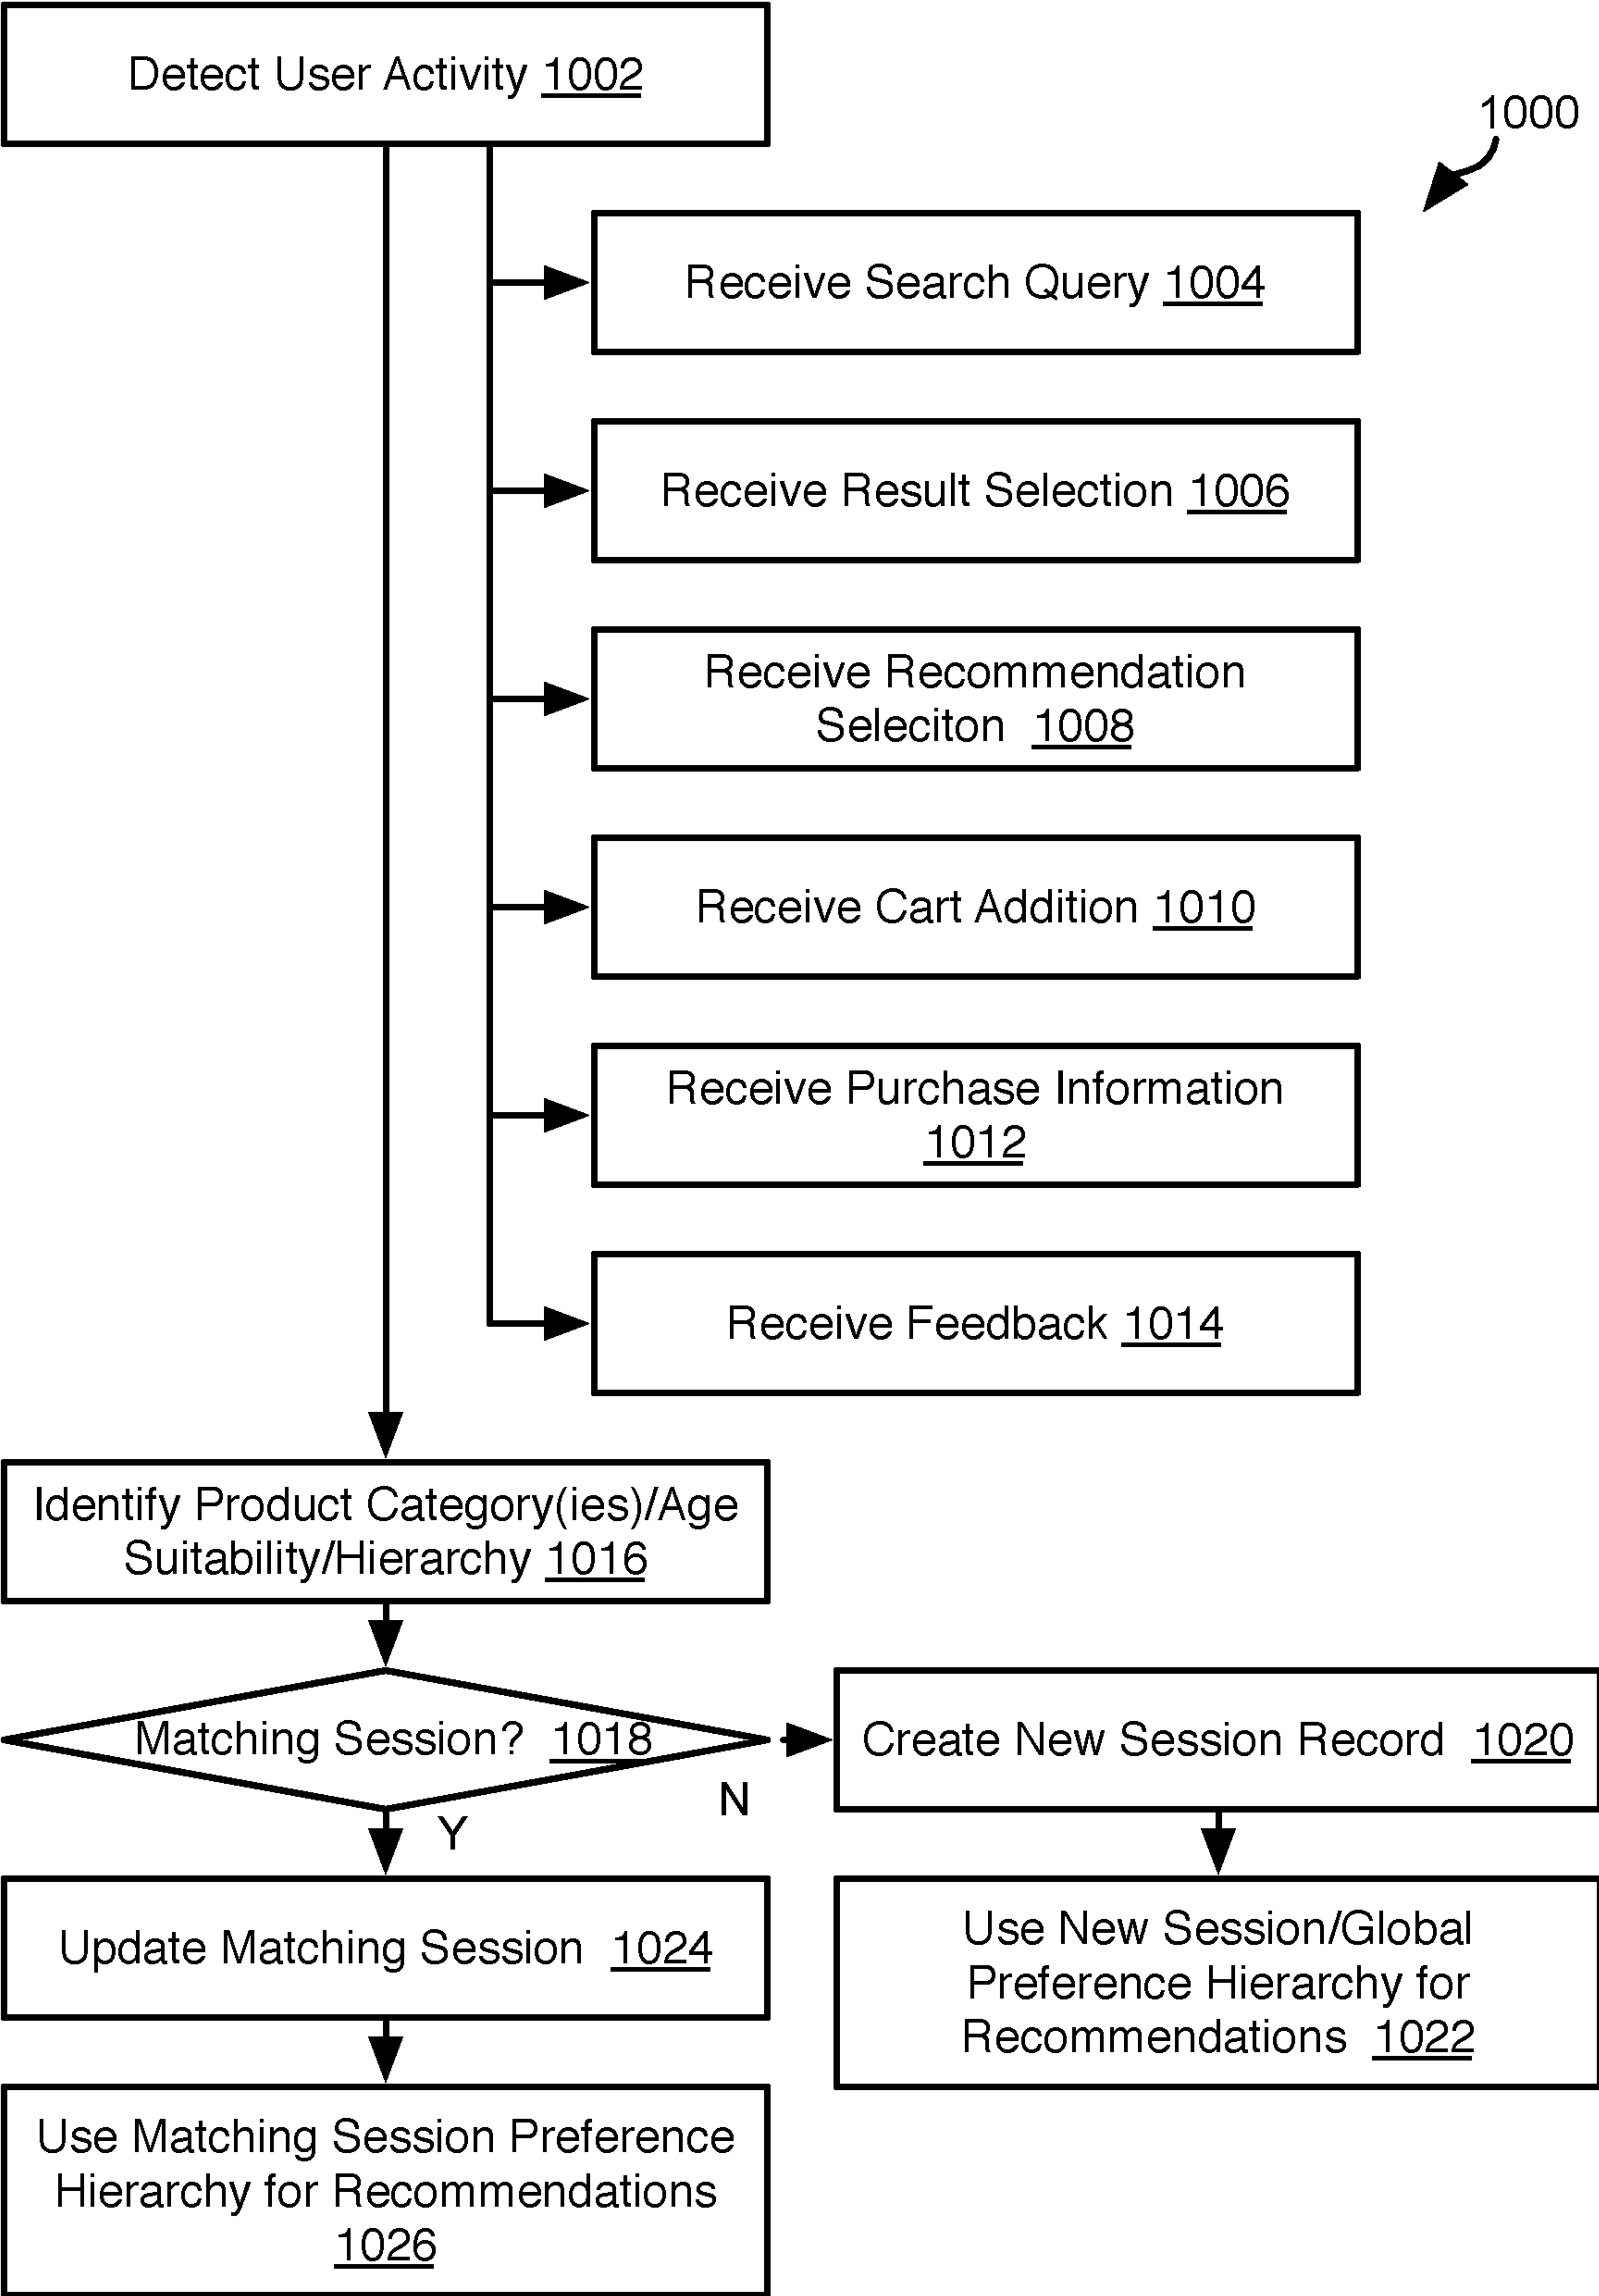 Detect User Activity 1002
1000
Receive Search Query 1004
Receive Result Selection 1006
Receive Recommendation
Seleciton 1008
Receive Cart Addition 1010
Receive Purchase Information
1012
Receive Feedback 1014
Identify Product Category(ies)/Age
Suitability/Hierarchy 1016
Matching Session? 1018
N
Y
Create New Session Record 1020
Update Matching Session 1024
Use New Session/Global
Preference Hierarchy for
Recommendations 1022
Use Matching Session Preference
Hierarchy for Recommendations
1026